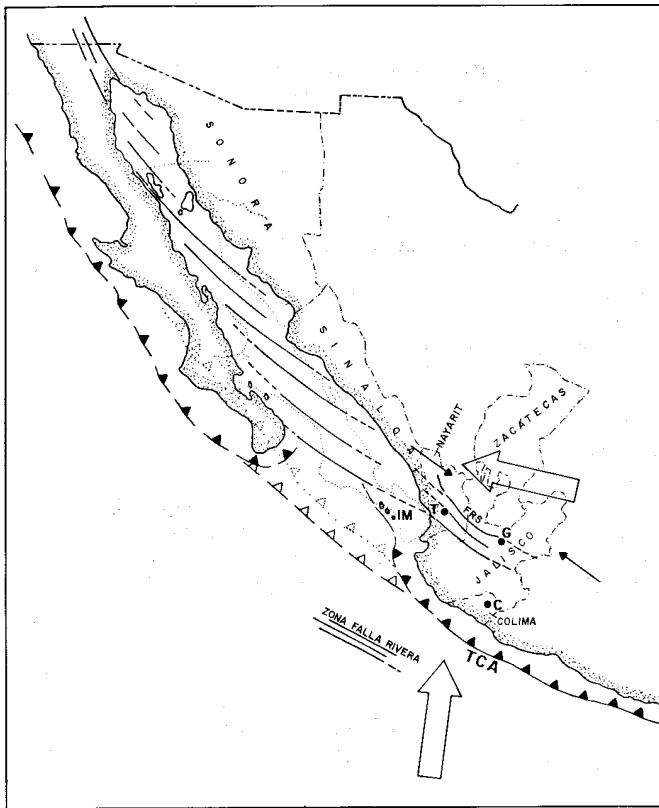 SONORA
SINALOA
NAYARIT
ZACATECAS
IM
T
FRS
G
JALISCO
C
COLIMA
ZONA FALLA RIVERA
TCA